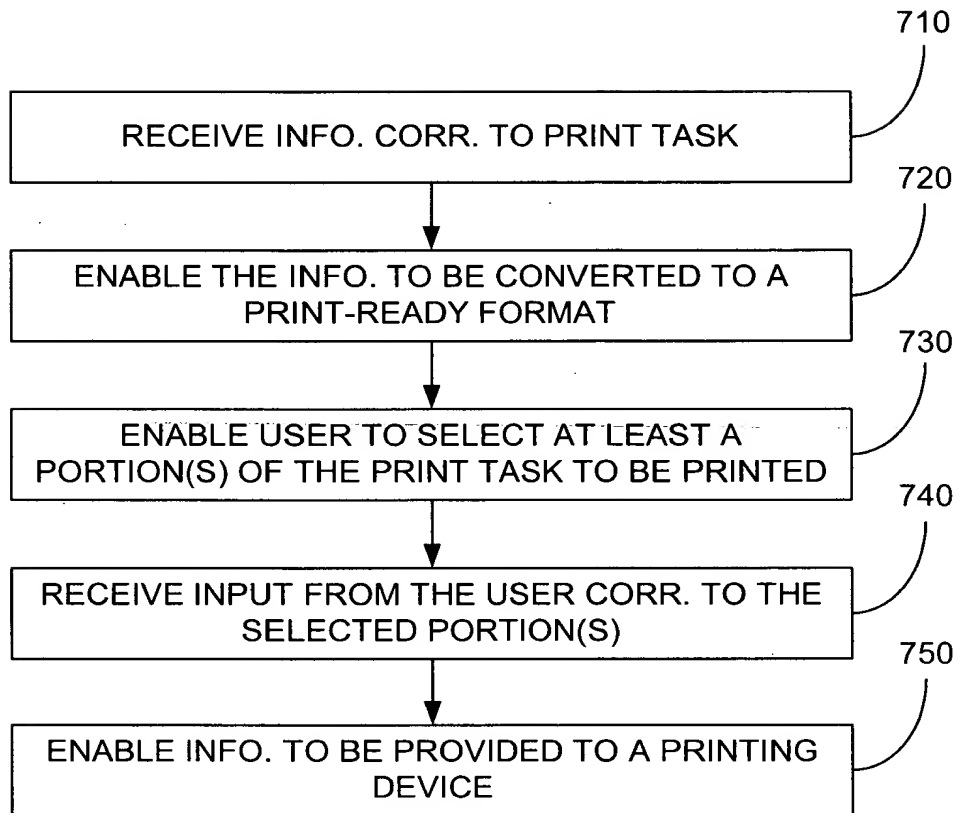 710
RECEIVE INFO. CORR. TO PRINT TASK
720
ENABLE THE INFO. TO BE CONVERTED TO A
PRINT-READY FORMAT
730
ENABLE USER TO SELECT AT LEAST A
PORTION(S) OF THE PRINT TASK TO BE PRINTED
740
RECEIVE INPUT FROM THE USER CORR. TO THE
SELECTED PORTION(S)
750
ENABLE INFO. TO BE PROVIDED TO A PRINTING
DEVICE